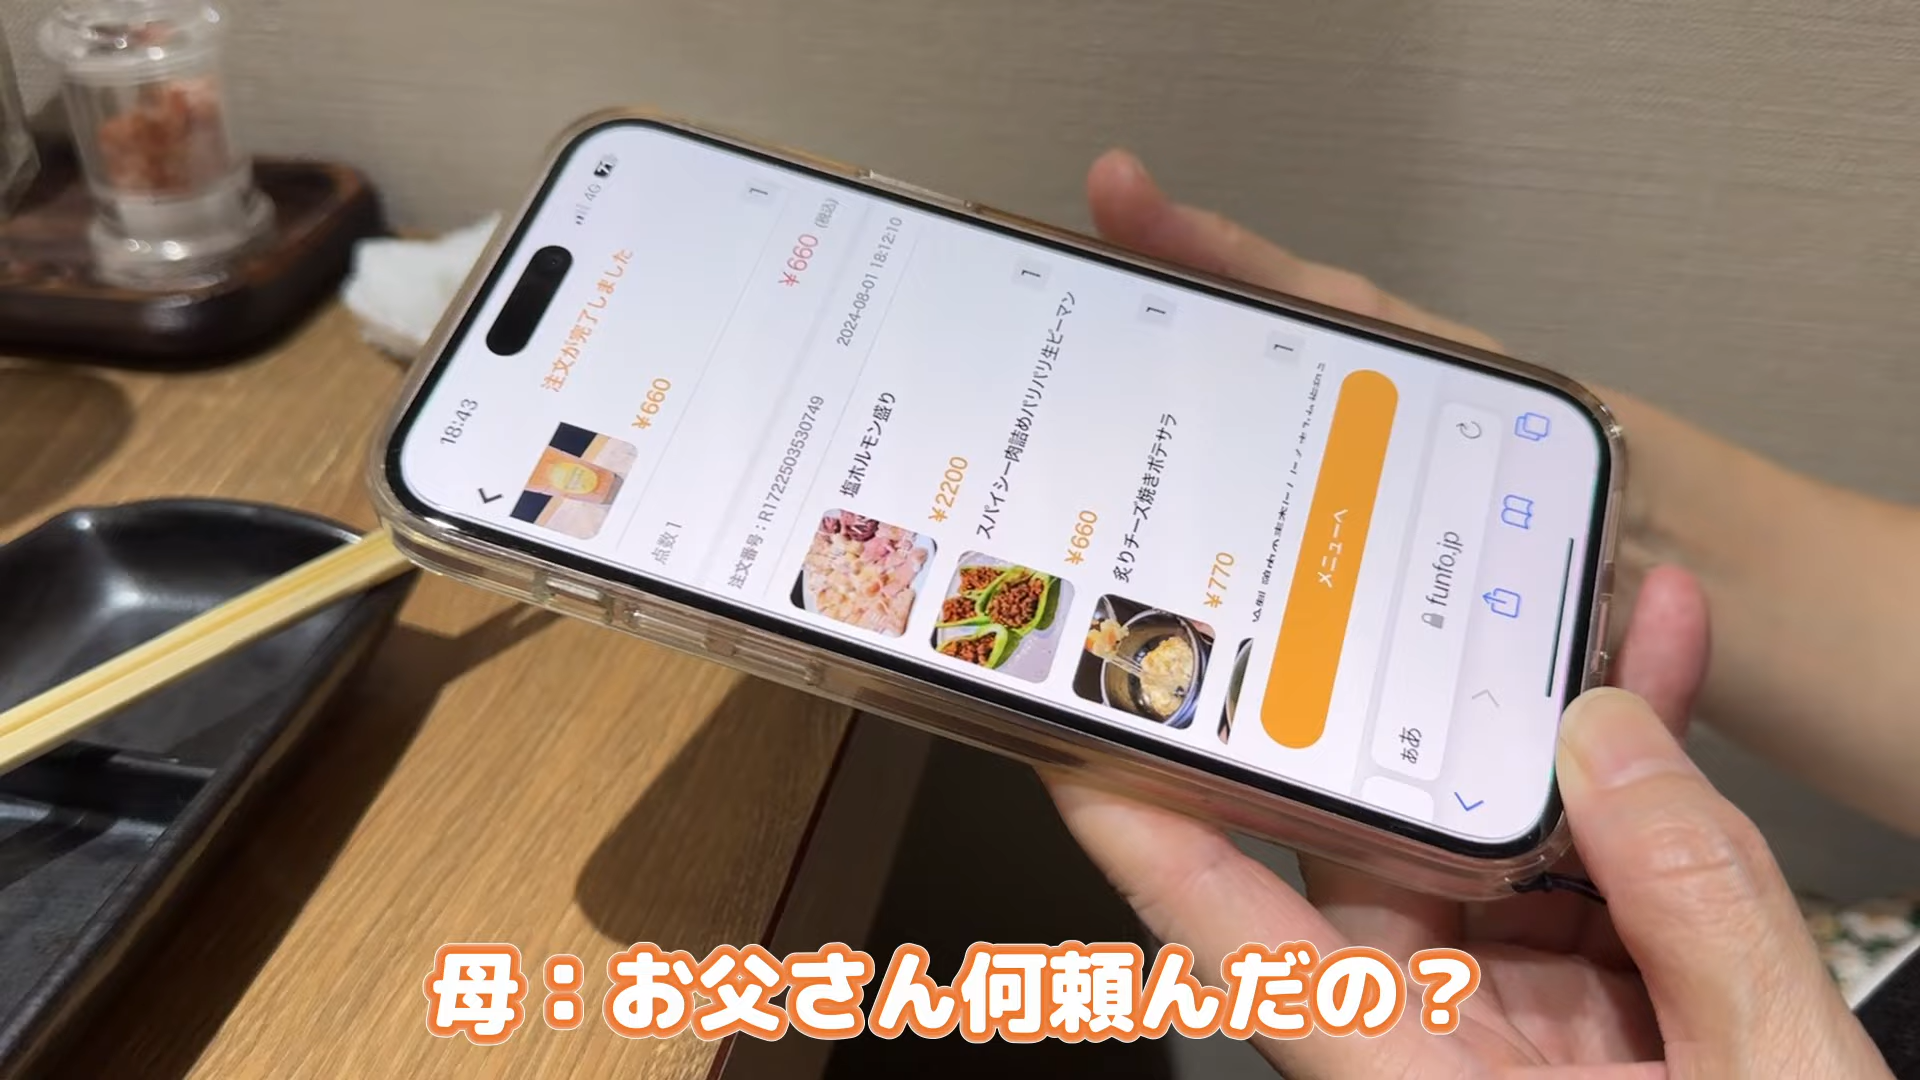 18:43
4G
71
注文が完了しました
¥660
1
点数 1
¥660 (税込)
注文番号：R1722503530749
2024-08-01 18:12:10
塩ホルモン盛り
¥2200
1
スパイシー肉詰めパリパリ生ピーマン
¥660
1
炙りチーズ焼きポテサラ
¥770
1
メニューへ
ああ
funfo.jp
母：お父さん何頼んだの？